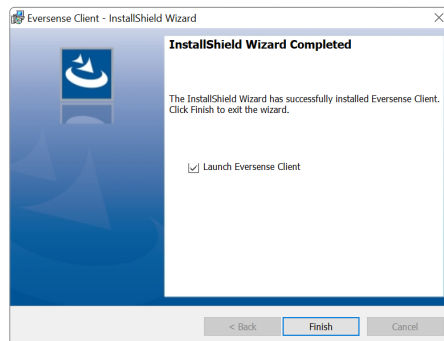 Eversense Client - InstallShield Wizard
InstallShield Wizard Completed
The InstallShield Wizard has successfully installed Eversense Client.
Click Finish to exit the wizard.
Launch Eversense Client
< Back Finish Cancel